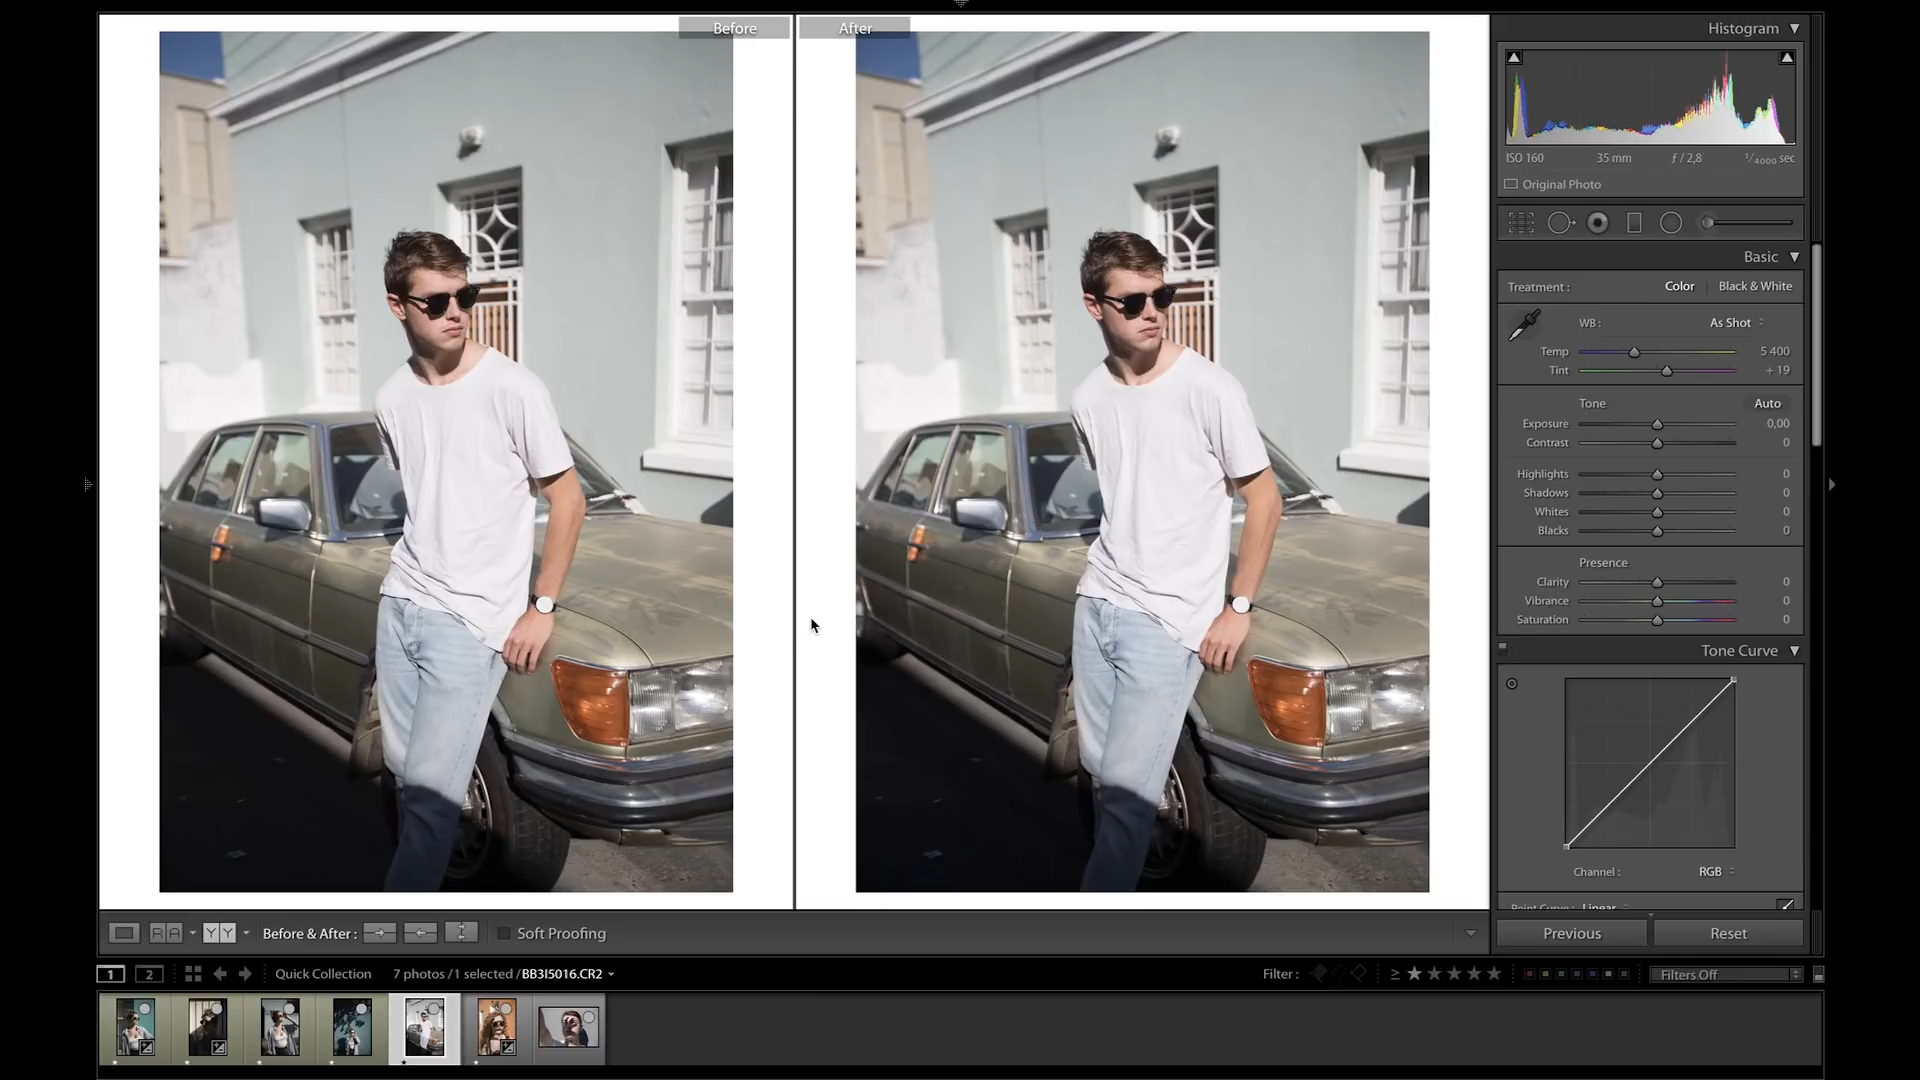 Before
After
Histogram
ISO 160 35 mm ƒ / 2,8 1/4000 sec
Original Photo
Basic
Treatment : Color Black & White
WB : As Shot
Temp 5 400
Tint + 19
Tone Auto
Exposure 0,00
Contrast 0
Highlights 0
Shadows 0
Whites 0
Blacks 0
Presence
Clarity 0
Vibrance 0
Saturation 0
Tone Curve
Channel : RGB
Point Curve : Linear
R A Y Y Before & After : Soft Proofing
Previous Reset
1 2 Quick Collection 7 photos / 1 selected / BB3I5016.CR2 Filter : ≥ Filters Off